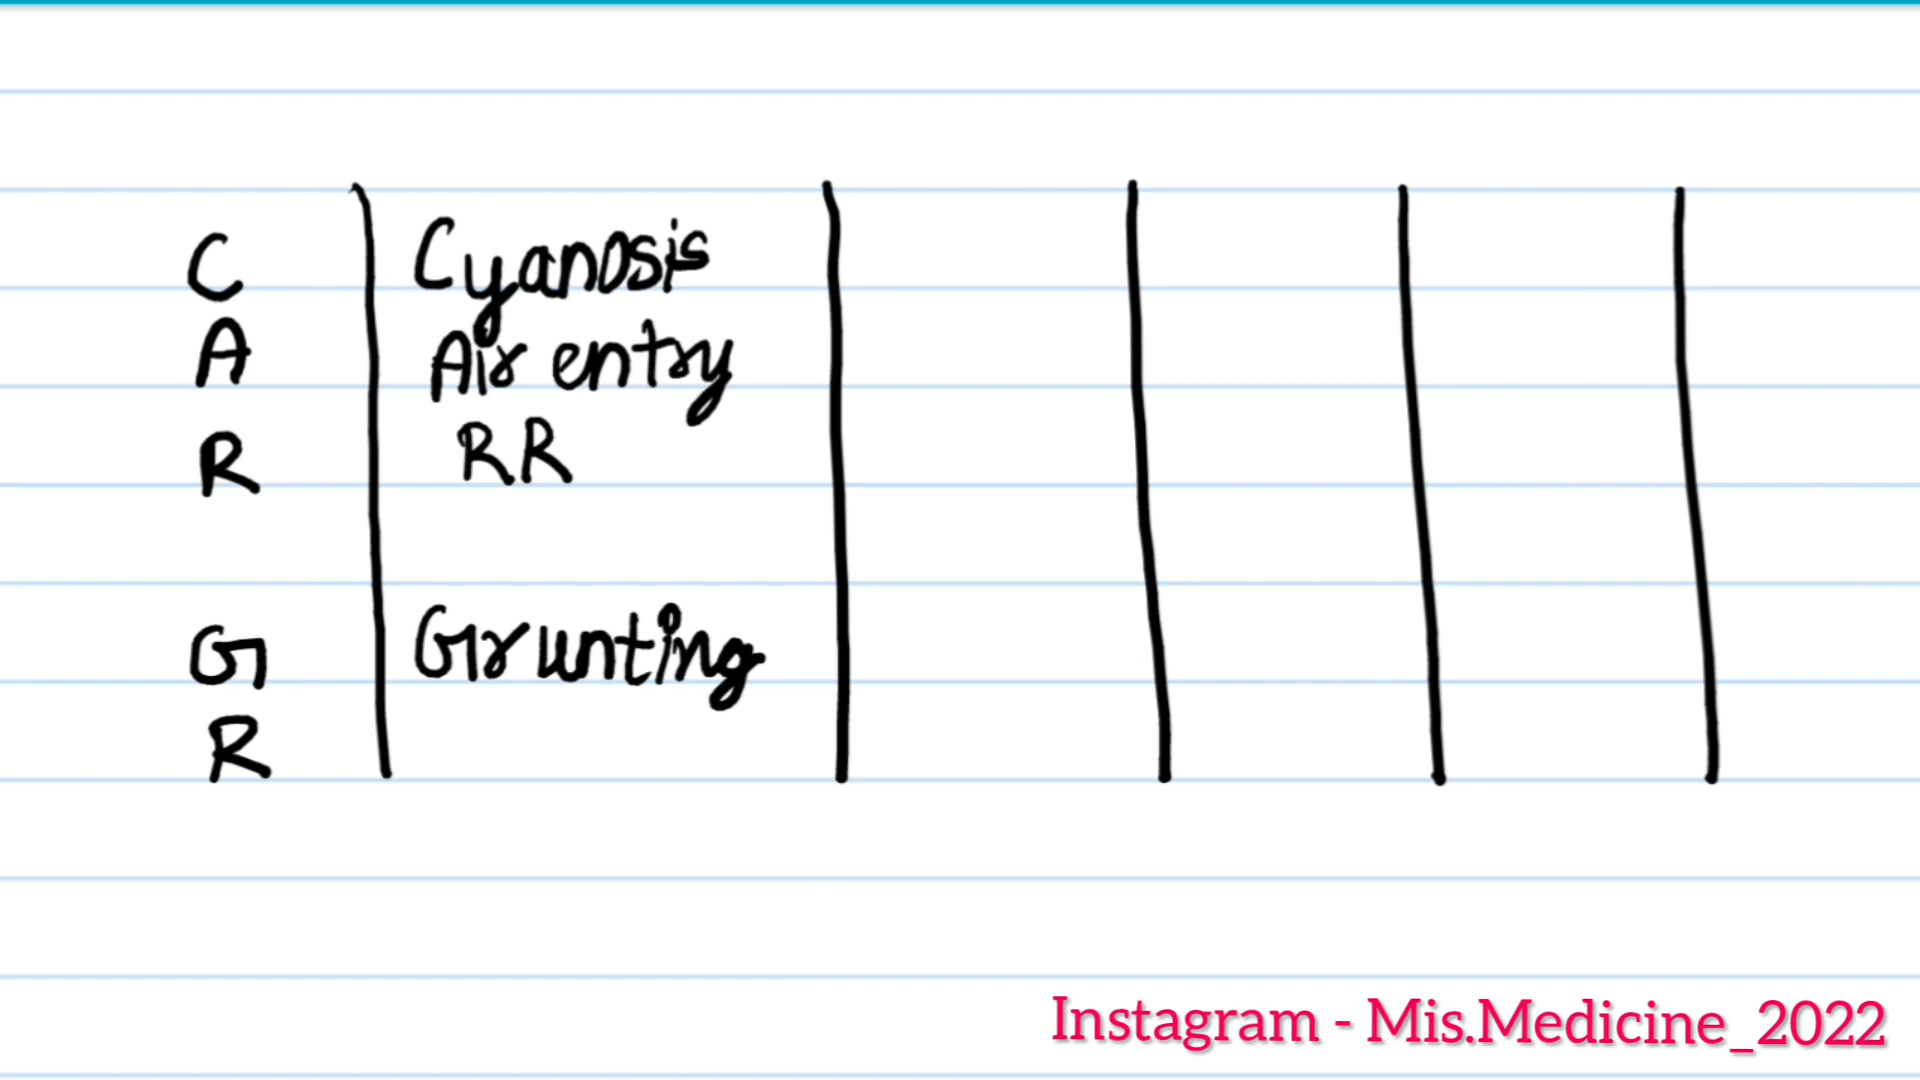 C Cyanosis
A Air entry
R RR
G Grunting
R
Instagram - Mis.Medicine_2022